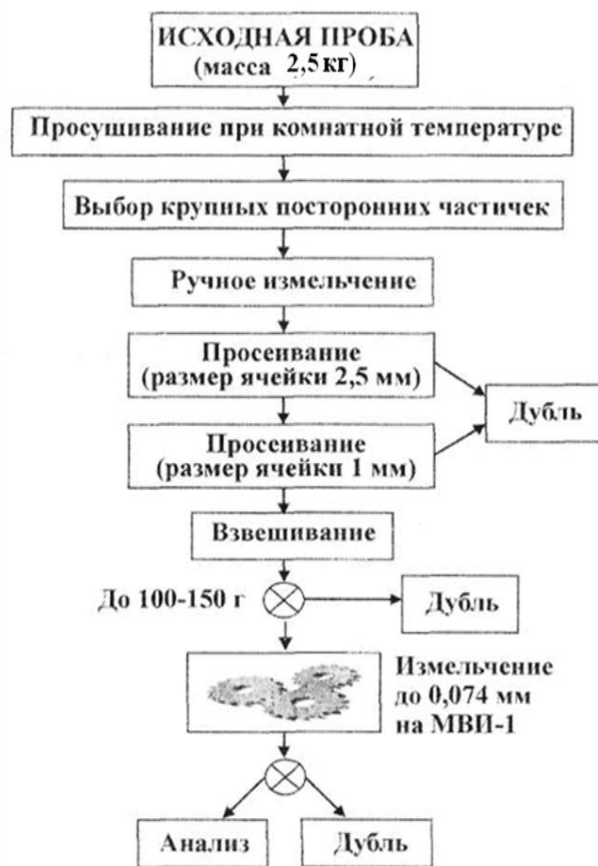 ИСХОДНАЯ ПРОБА
(масса 2,5кг)
Просушивание при комнатной температуре
Выбор крупных посторонних частичек
Ручное измельчение
Просеивание
(размер ячейки 2,5 мм)
Дубль
Просеивание
(размер ячейки 1 мм)
Взвешивание
До 100-150 г
Дубль
Измельчение
до 0,074 мм
на МВИ-1
Анализ
Дубль